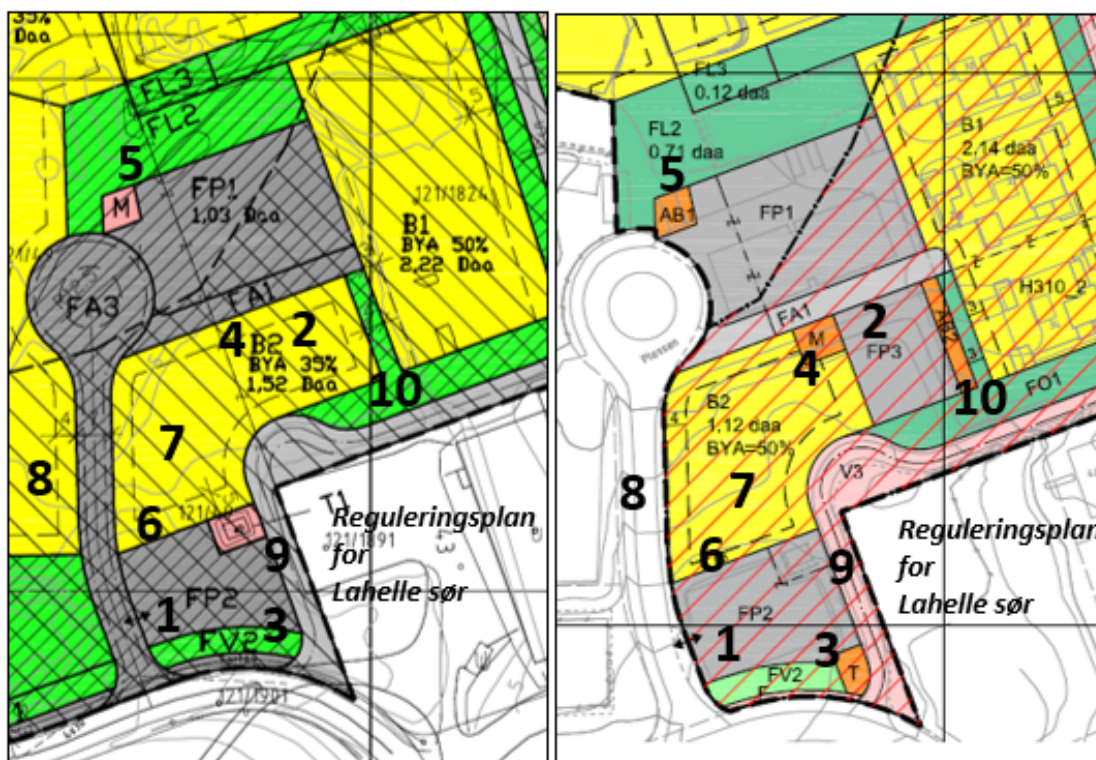 35%
Daa
FL3
FL2
5
M
FP1
1,03 Daa
121/1824
B1
BYA 50%
2,22 Daa
FA3
FA1
4
2
B2
BYA 35%
1,52 Daa
10
7
8
6
T1
Reguleringsplan
for
Lahelle sør
9
FP2
1
3
FV2
121/1901
FL3
0.12 daa
FL2
0,71 daa
5
AB1
FP1
B1
2,14 daa
BYA=50%
H310_2
FA1
2
M
4
FP3
AB2
10
FO1
Plassen
B2
1,12 daa
BYA=50%
7
8
V3
6
9
Reguleringsplan
for
Lahelle sør
FP2
1
3
FV2
T